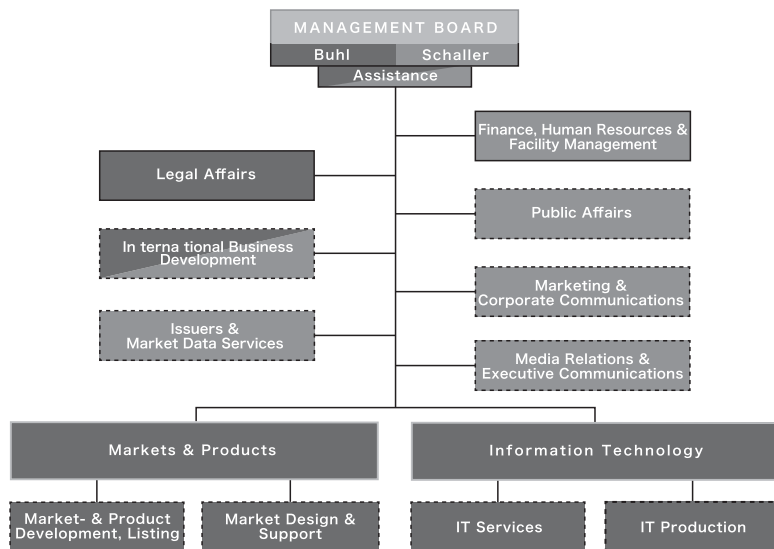 MANAGEMENT BOARD
Buhl Schaller
Assistance
Finance, Human Resources &
Facility Management
Legal Affairs
Public Affairs
In terna tional Business
Development
Marketing &
Corporate Communications
Issuers &
Market Data Services
Media Relations &
Executive Communications
Markets & Products
Information Technology
Market- & Product
Development, Listing
Market Design &
Support
IT Services
IT Production